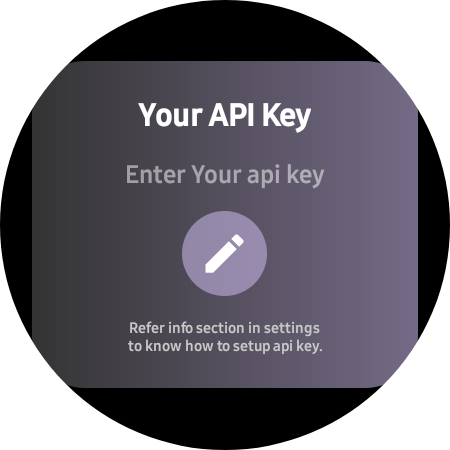 Your API Key
Enter Your api key
Refer info section in settings
to know how to setup api key.